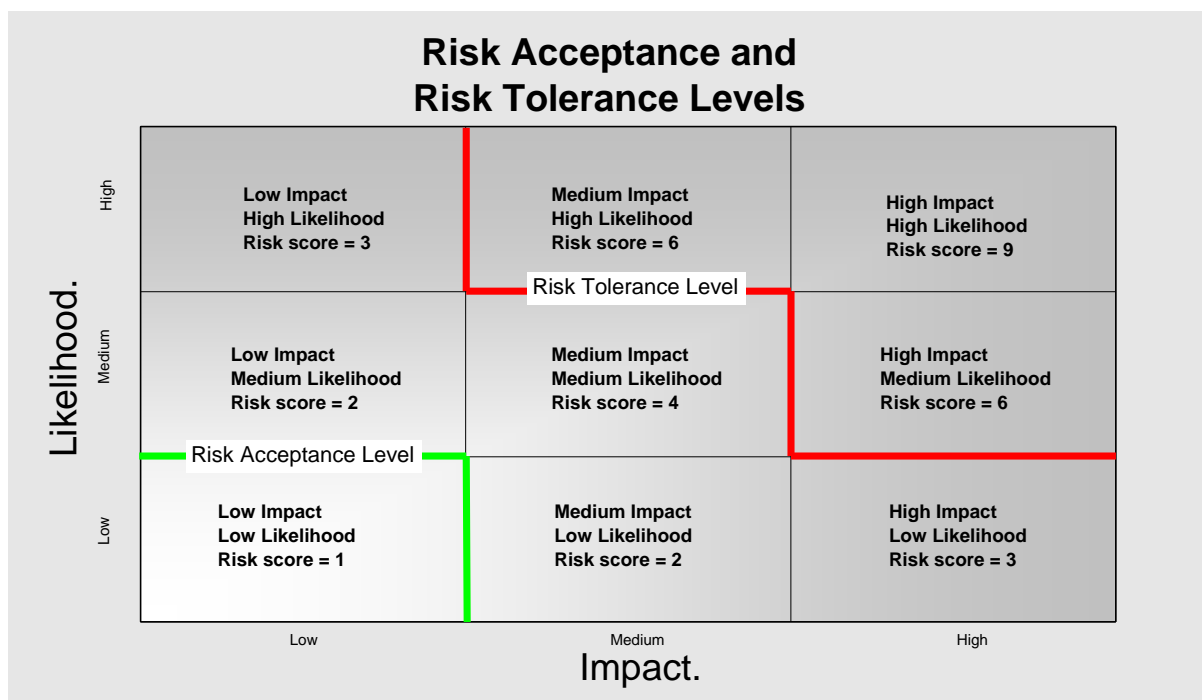 Risk Acceptance and
Risk Tolerance Levels
Likelihood.
High
Low Impact
High Likelihood
Risk score = 3
Medium Impact
High Likelihood
Risk score = 6
High Impact
High Likelihood
Risk score = 9
Risk Tolerance Level
Medium
Low Impact
Medium Likelihood
Risk score = 2
Medium Impact
Medium Likelihood
Risk score = 4
High Impact
Medium Likelihood
Risk score = 6
Risk Acceptance Level
Low
Low Impact
Low Likelihood
Risk score = 1
Medium Impact
Low Likelihood
Risk score = 2
High Impact
Low Likelihood
Risk score = 3
Low
Medium
High
Impact.